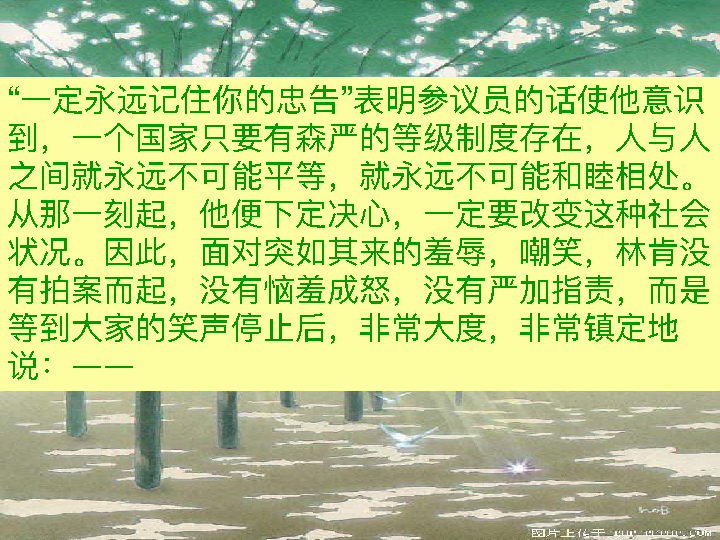 “一定永远记住你的忠告”表明参议员的话使他意识
到，一个国家只要有森严的等级制度存在，人与人
之间就永远不可能平等，就永远不可能和睦相处。
从那一刻起，他便下定决心，一定要改变这种社会
状况。因此，面对突如其来的羞辱，嘲笑，林肯没
有拍案而起，没有恼羞成怒，没有严加指责，而是
等到大家的笑声停止后，非常大度，非常镇定地
说：——
图片上传于